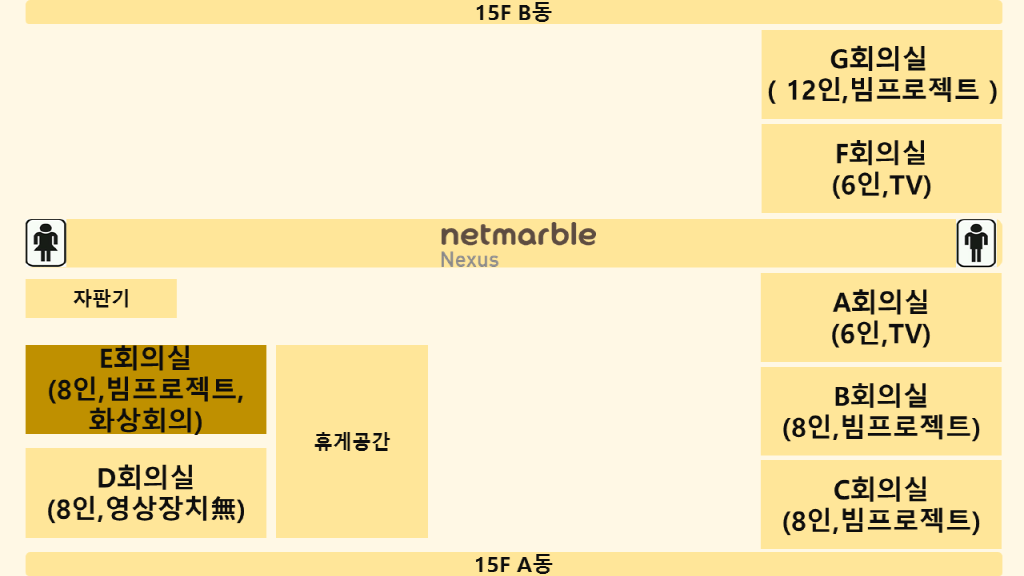 15F B동
G회의실
( 12인,빔프로젝트 )
F회의실
(6인,TV)
netmarble
Nexus
자판기
A회의실
(6인,TV)
E회의실
(8인,빔프로젝트,
화상회의)
휴게공간
B회의실
(8인,빔프로젝트)
D회의실
(8인,영상장치無)
C회의실
(8인,빔프로젝트)
15F A동